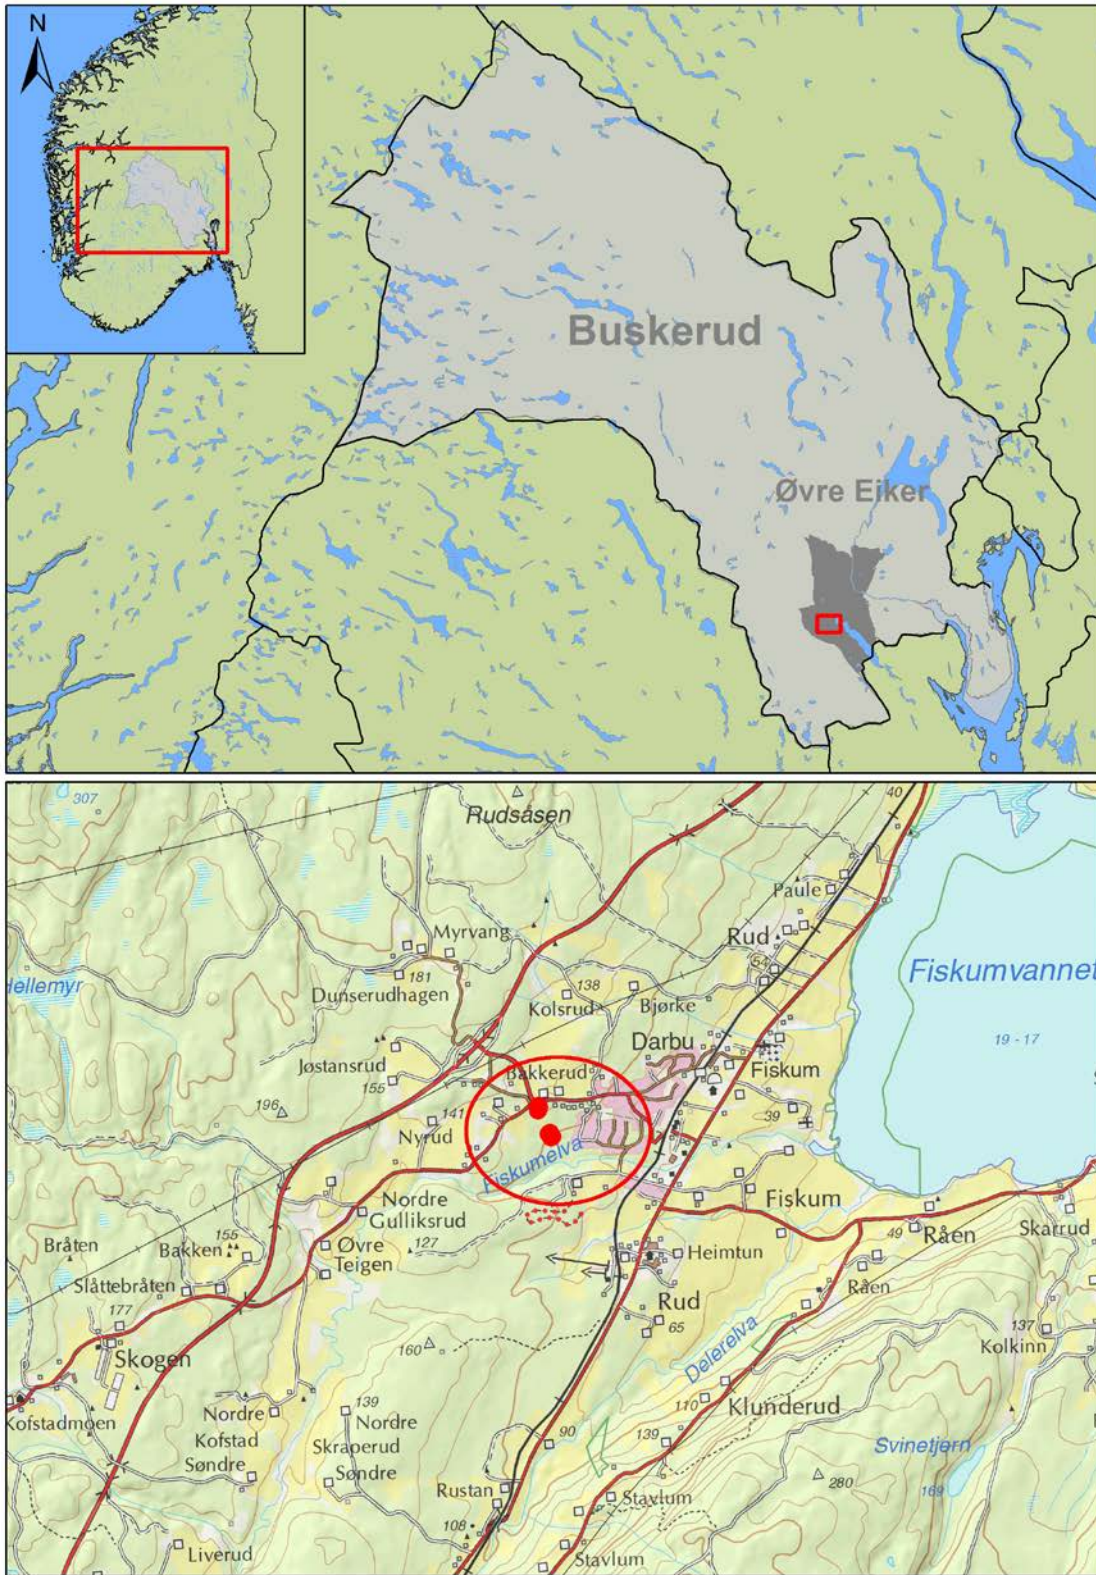 N
Buskerud
Øvre Eiker
307
Rudsåsen
40
Paule
Rud
Myrvang
64
181
Hellemyr
Dunserudhagen
138
Kolsrud
Bjørke
Fiskumvannet
19 - 17
Darbu
Jøstansrud
155
Bakkerud
Fiskum
196
141
39
Nyrud
Fiskumelva
Nordre
Gulliksrud
Fiskum
Bråten
155
Bakken
Øvre
Teigen
127
Heimtun
49
Råen
Skarrud
Slåttebråten
Råen
177
Rud
65
137
Kolkinn
Skogen
160
Delerelva
Kofstadmoen
Nordre
Kofstad
Søndre
139
Nordre
Skraperud
Søndre
110
Klunderud
90
139
Svinetjern
280
169
Rustan
Stavlum
108
Liverud
Stavlum